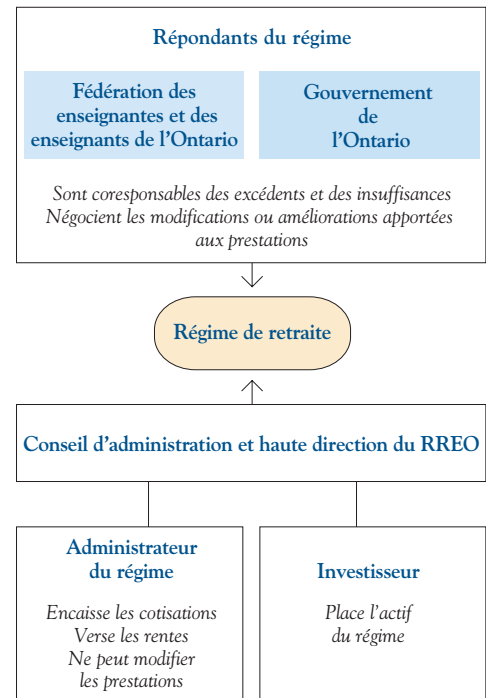 Répondants du régime
Fédération des
enseignantes et des
enseignants de l'Ontario
Gouvernement
de
l'Ontario
Sont coresponsables des excédents et des insuffisances
Négocient les modifications ou améliorations apportées
aux prestations
Régime de retraite
Conseil d'administration et haute direction du RREO
Administrateur
du régime
Encaisse les cotisations
Verse les rentes
Ne peut modifier
les prestations
Investisseur
Place l'actif
du régime